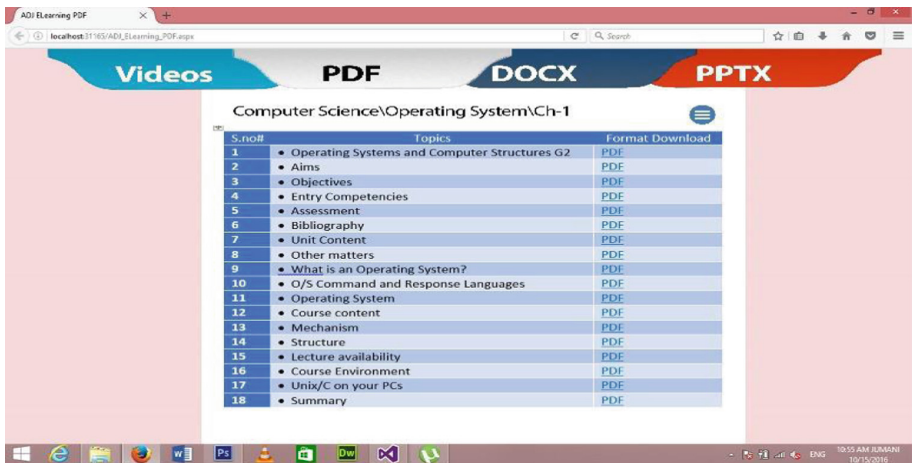 ADJ ELearning PDF
localhost:31165/ADJ_ELearning_PDF.aspx
Search
Videos PDF DOCX PPTX
Computer Science\Operating System\Ch-1
S.no# Topics Format Download
1 • Operating Systems and Computer Structures G2 PDF
2 • Aims PDF
3 • Objectives PDF
4 • Entry Competencies PDF
5 • Assessment PDF
6 • Bibliography PDF
7 • Unit Content PDF
8 • Other matters PDF
9 • What is an Operating System? PDF
10 • O/S Command and Response Languages PDF
11 • Operating System PDF
12 • Course content PDF
13 • Mechanism PDF
14 • Structure PDF
15 • Lecture availability PDF
16 • Course Environment PDF
17 • Unix/C on your PCs PDF
18 • Summary PDF
Ps
Dw
ENG
10:55 AM JUMANI
10/15/2016